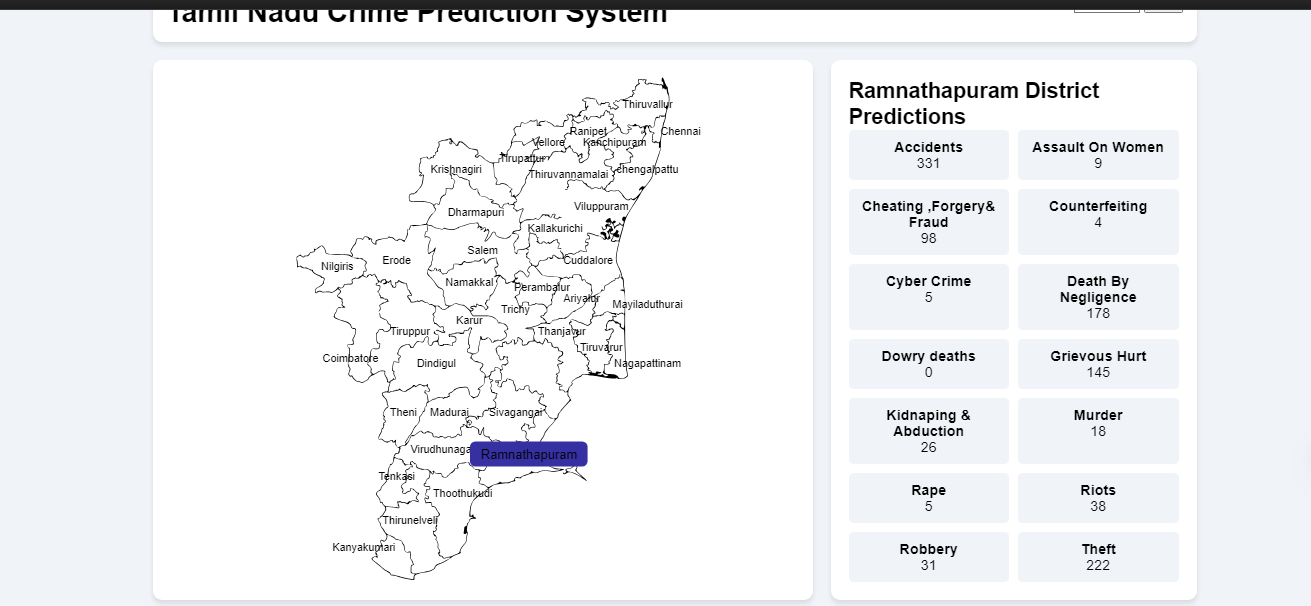 Tamil Nadu Crime Prediction System
Thiruvallur
Ranipet
Chennai
Vellore
Kanchipuram
Tirupattur
Krishnagiri
Thiruvannamalai
chengalpattu
Viluppuram
Dharmapuri
Kallakurichi
Salem
Cuddalore
Erode
Nilgiris
Namakkal
Perambalur
Ariyalur
Mayiladuthurai
Trichy
Karur
Tiruppur
Thanjavur
Tiruvarur
Coimbatore
Dindigul
Nagapattinam
Theni
Madurai
Sivagangai
Virudhunaga
Ramnathapuram
Tenkasi
Thoothukudi
Thirunelveli
Kanyakumari
Ramnathapuram District
Predictions
Accidents
331
Assault On Women
9
Cheating ,Forgery&
Fraud
98
Counterfeiting
4
Cyber Crime
5
Death By
Negligence
178
Dowry deaths
0
Grievous Hurt
145
Kidnaping &
Abduction
26
Murder
18
Rape
5
Riots
38
Robbery
31
Theft
222